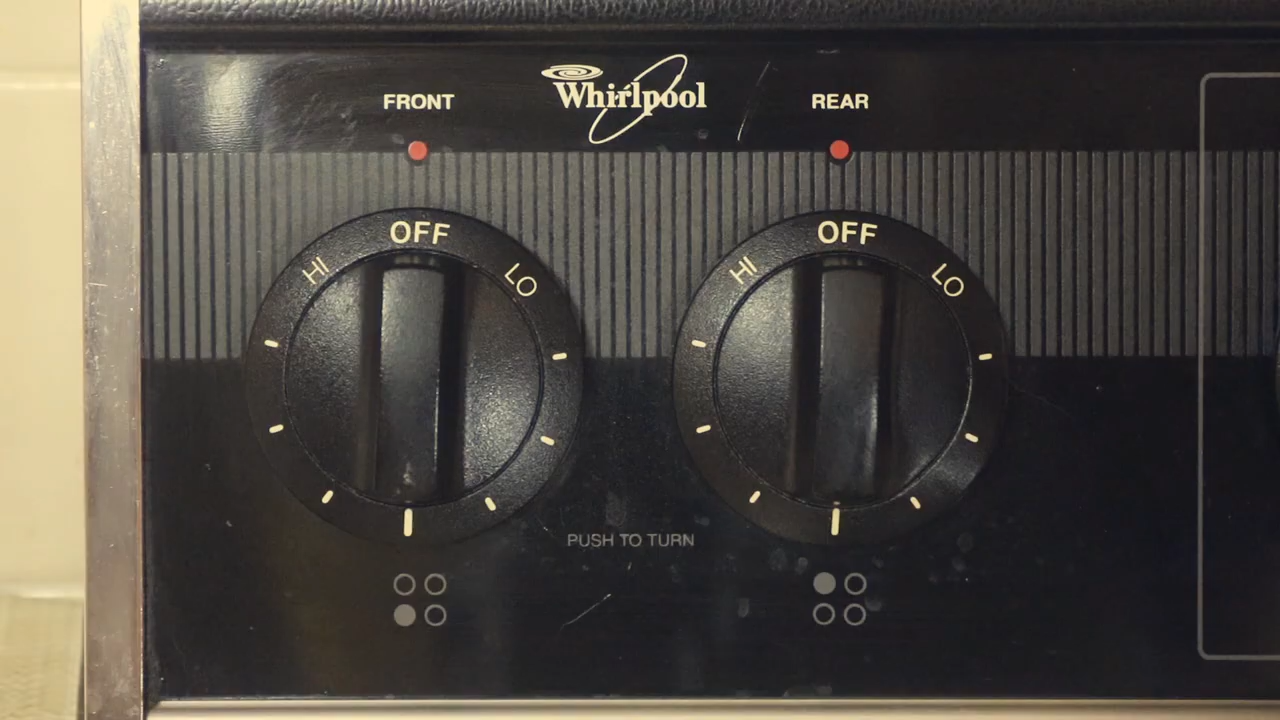 FRONT
Whirlpool
REAR
OFF
HI
LO
OFF
HI
LO
PUSH TO TURN